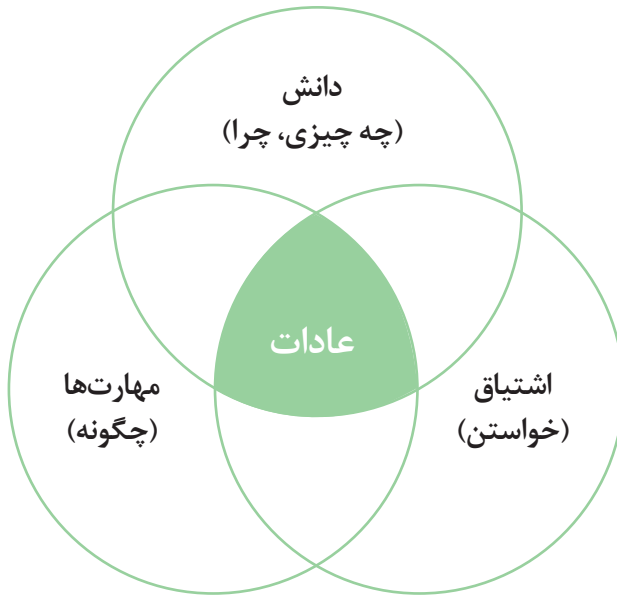 دانش
(چه چیزی، چرا)
عادات
اشتیاق
(خواستن)
مهارت‌ها
(چگونه)